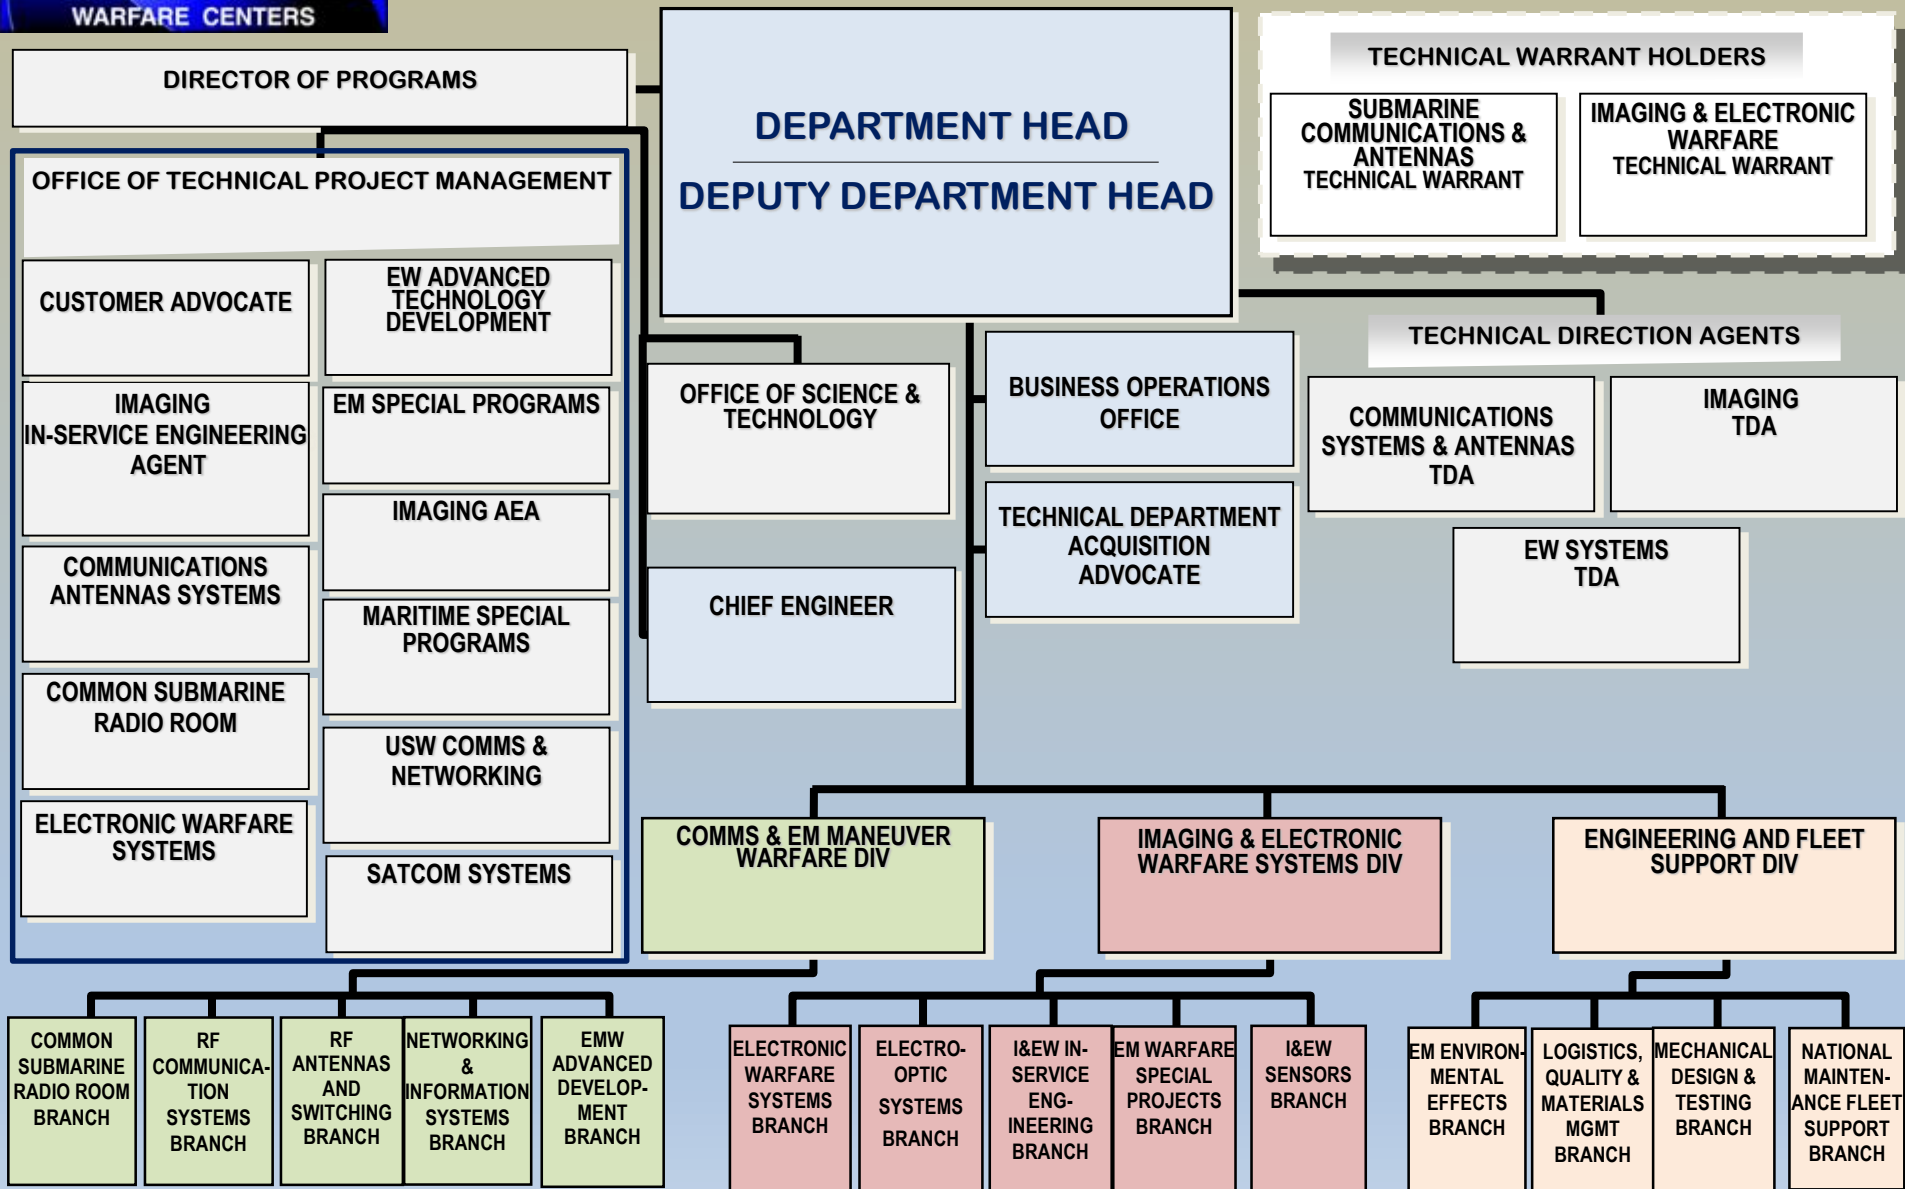 WARFARE CENTERS
DIRECTOR OF PROGRAMS
DEPARTMENT HEAD
DEPUTY DEPARTMENT HEAD
TECHNICAL WARRANT HOLDERS
SUBMARINE
COMMUNICATIONS &
ANTENNAS
TECHNICAL WARRANT
IMAGING & ELECTRONIC
WARFARE
TECHNICAL WARRANT
OFFICE OF TECHNICAL PROJECT MANAGEMENT
CUSTOMER ADVOCATE
IMAGING
IN-SERVICE ENGINEERING
AGENT
COMMUNICATIONS
ANTENNAS SYSTEMS
COMMON SUBMARINE
RADIO ROOM
ELECTRONIC WARFARE
SYSTEMS
EW ADVANCED
TECHNOLOGY
DEVELOPMENT
EM SPECIAL PROGRAMS
IMAGING AEA
MARITIME SPECIAL
PROGRAMS
USW COMMS &
NETWORKING
SATCOM SYSTEMS
OFFICE OF SCIENCE &
TECHNOLOGY
CHIEF ENGINEER
BUSINESS OPERATIONS
OFFICE
TECHNICAL DEPARTMENT
ACQUISITION
ADVOCATE
TECHNICAL DIRECTION AGENTS
COMMUNICATIONS
SYSTEMS & ANTENNAS
TDA
IMAGING
TDA
EW SYSTEMS
TDA
COMMS & EM MANEUVER
WARFARE DIV
IMAGING & ELECTRONIC
WARFARE SYSTEMS DIV
ENGINEERING AND FLEET
SUPPORT DIV
COMMON
SUBMARINE
RADIO ROOM
BRANCH
RF
COMMUNICA-
TION
SYSTEMS
BRANCH
RF
ANTENNAS
AND
SWITCHING
BRANCH
NETWORKING
&
INFORMATION
SYSTEMS
BRANCH
EMW
ADVANCED
DEVELOP-
MENT
BRANCH
ELECTRONIC
WARFARE
SYSTEMS
BRANCH
ELECTRO-
OPTIC
SYSTEMS
BRANCH
I&EW IN-
SERVICE
ENG-
INEERING
BRANCH
EM WARFARE
SPECIAL
PROJECTS
BRANCH
I&EW
SENSORS
BRANCH
EM ENVIRON-
MENTAL
EFFECTS
BRANCH
LOGISTICS,
QUALITY &
MATERIALS
MGMT
BRANCH
MECHANICAL
DESIGN &
TESTING
BRANCH
NATIONAL
MAINTEN-
ANCE FLEET
SUPPORT
BRANCH